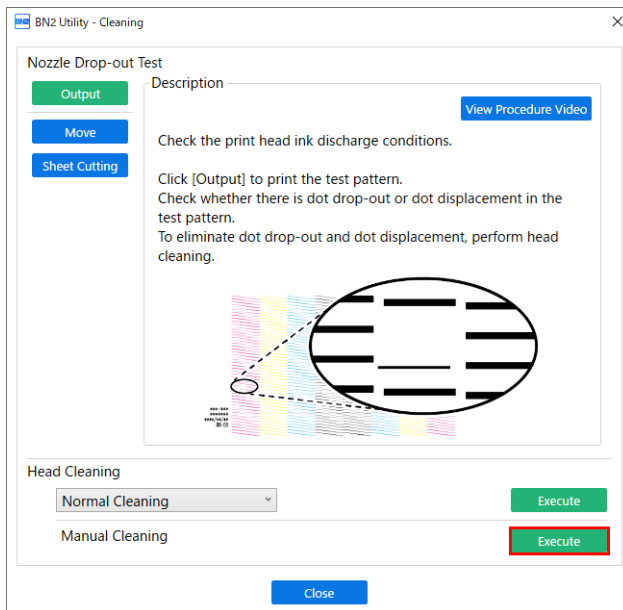 BN2 BN2 Utility - Cleaning
Nozzle Drop-out Test
Output
Move
Sheet Cutting
Description
View Procedure Video
Check the print head ink discharge conditions.
Click [Output] to print the test pattern.
Check whether there is dot drop-out or dot displacement in the
test pattern.
To eliminate dot drop-out and dot displacement, perform head
cleaning.
Head Cleaning
Normal Cleaning
Execute
Manual Cleaning
Execute
Close